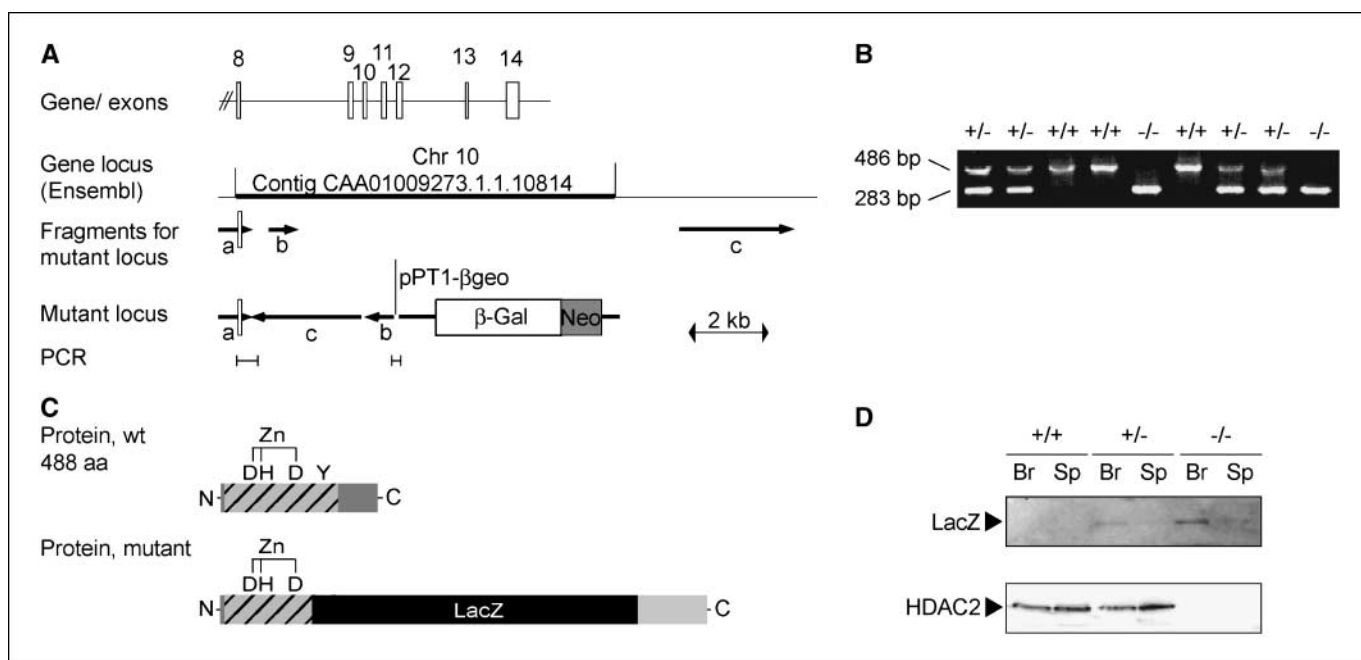 A
8 9 10 11 12 13 14
Gene/ exons
Gene locus
(Ensembl)
Chr 10
Contig CAA01009273.1.1.10814
Fragments for
mutant locus
a b c
pPT1-βgeo
Mutant locus
β-Gal Neo
2 kb
a c b
PCR
B
+/- +/- +/+ +/+ -/- +/+ +/- +/- -/-
486 bp
283 bp
C
Protein, wt
488 aa
Zn
DH D Y
N C
Protein, mutant
Zn
DH D
N LacZ C
D
+/+ +/- -/-
Br Sp Br Sp Br Sp
LacZ
HDAC2